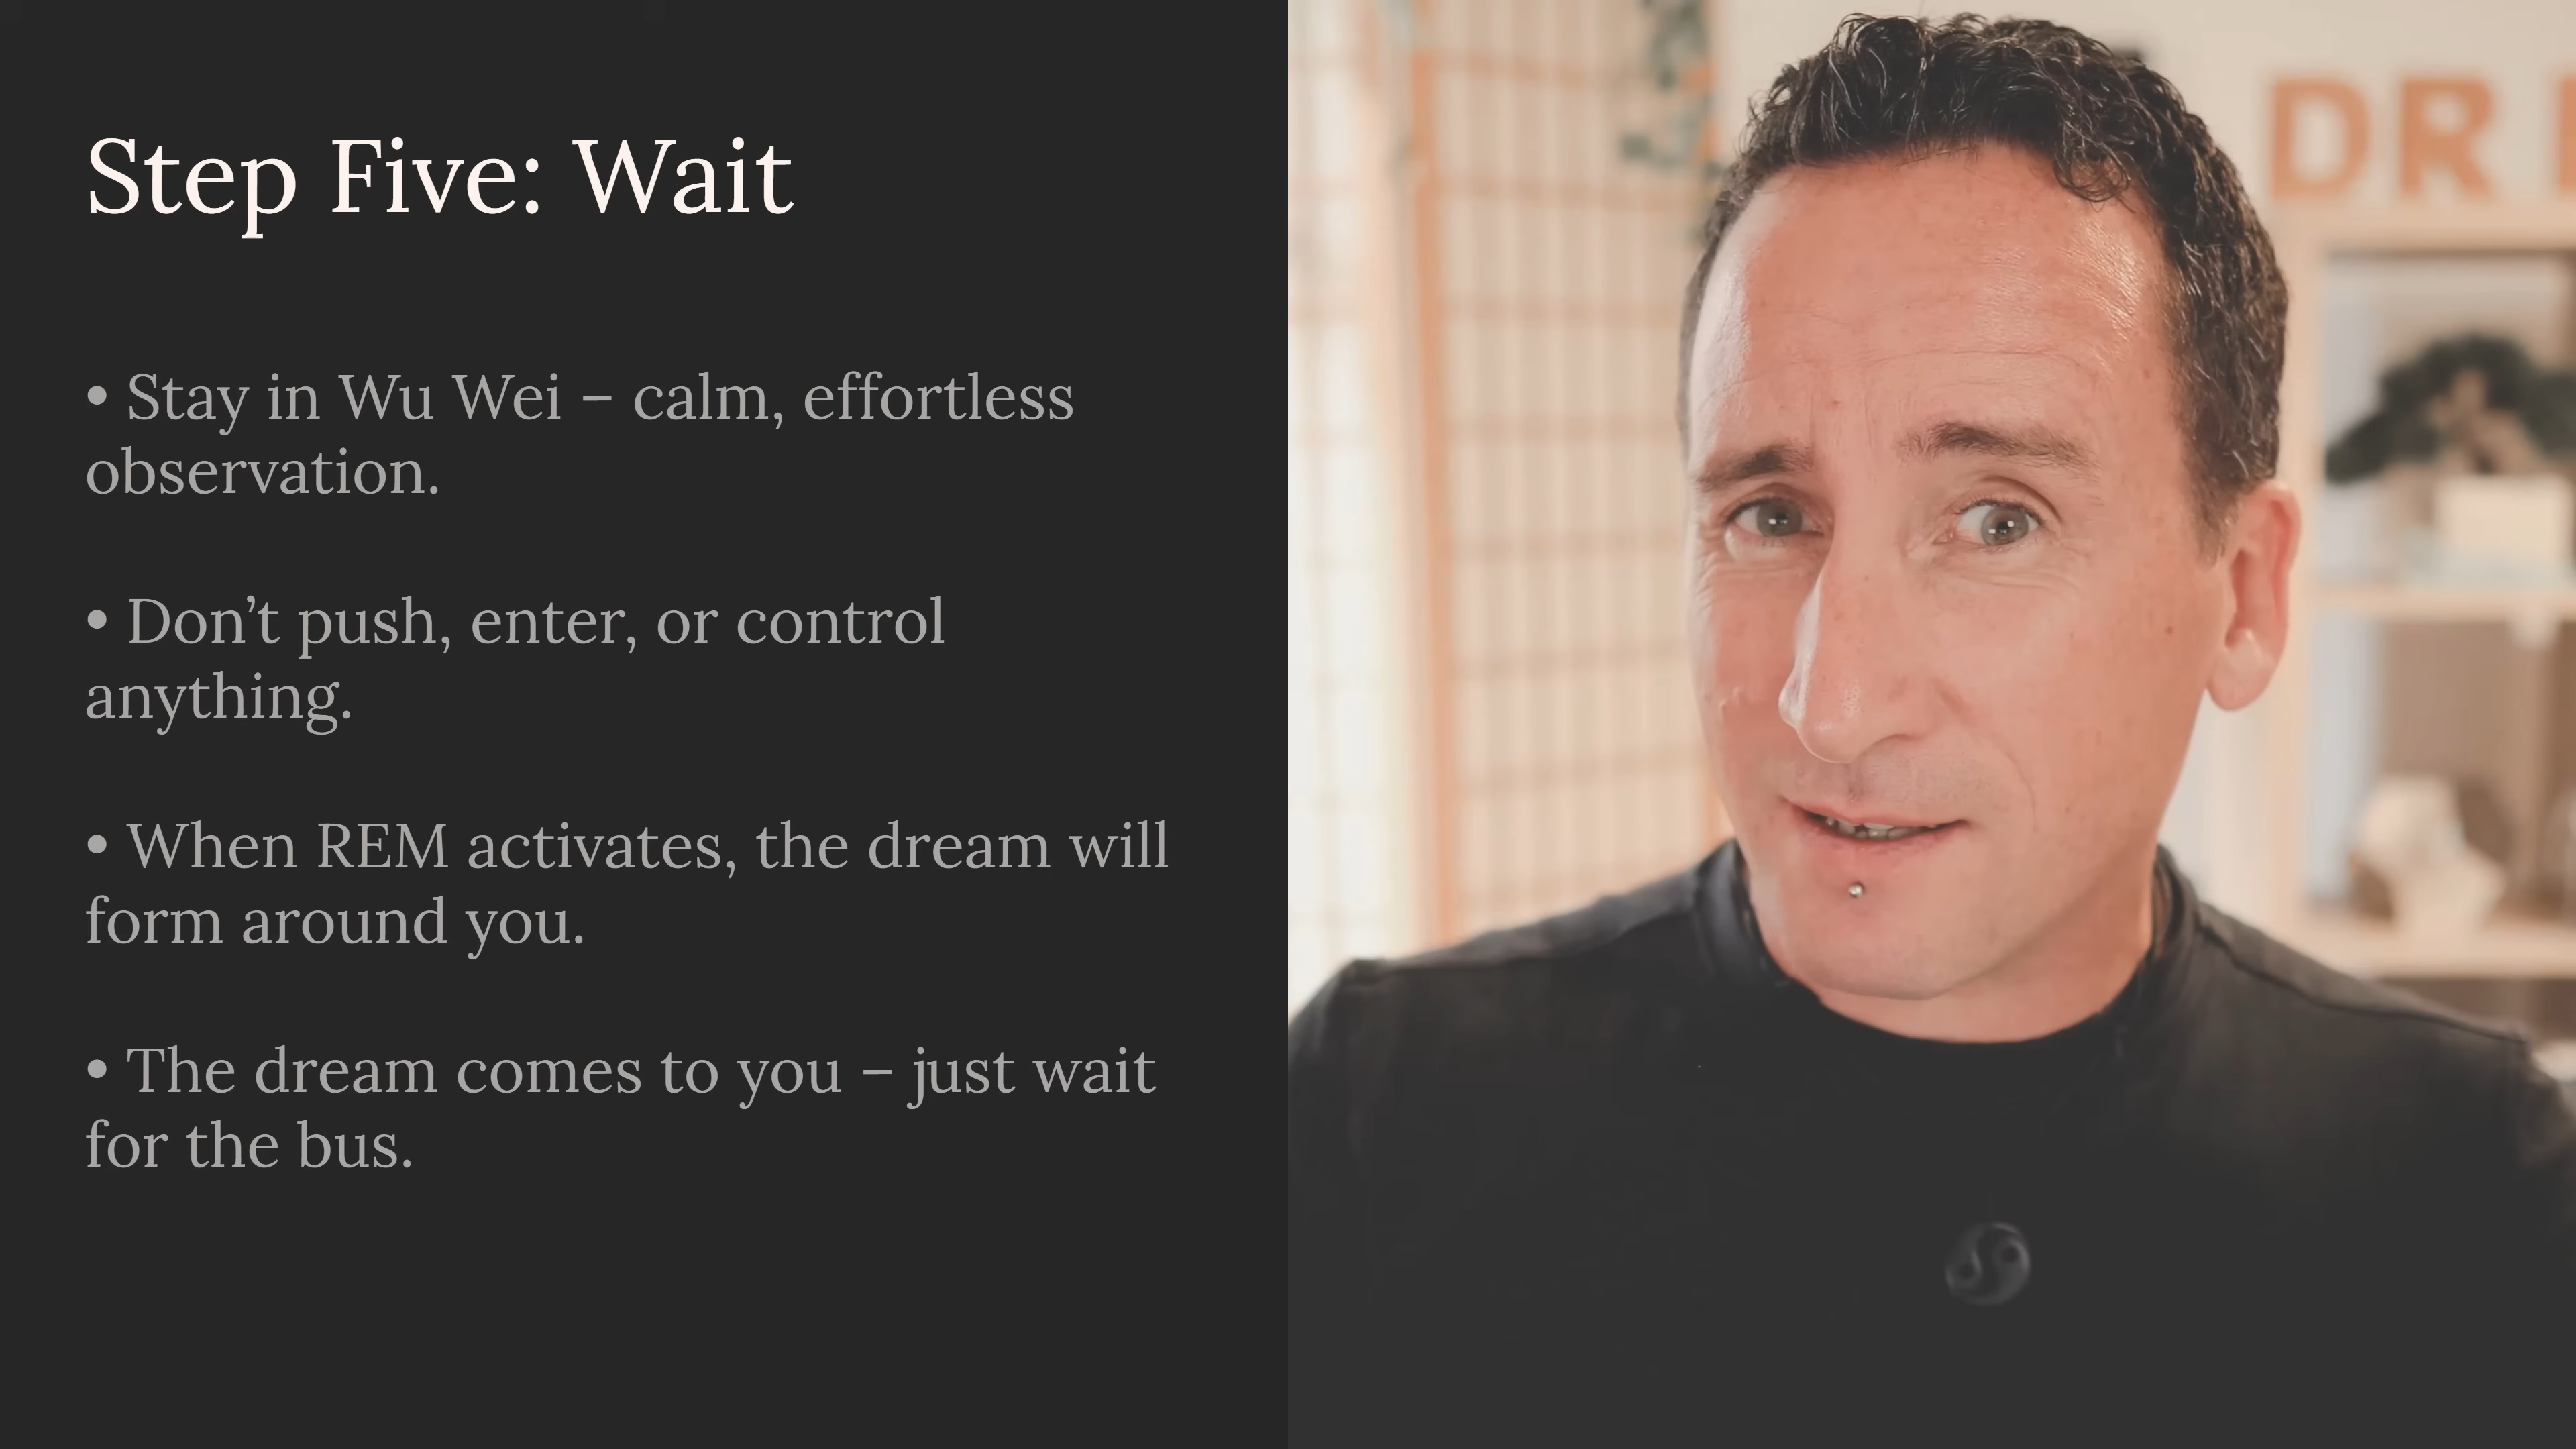 Step Five: Wait
• Stay in Wu Wei – calm, effortless
observation.
• Don’t push, enter, or control
anything.
• When REM activates, the dream will
form around you.
• The dream comes to you – just wait
for the bus.
DR